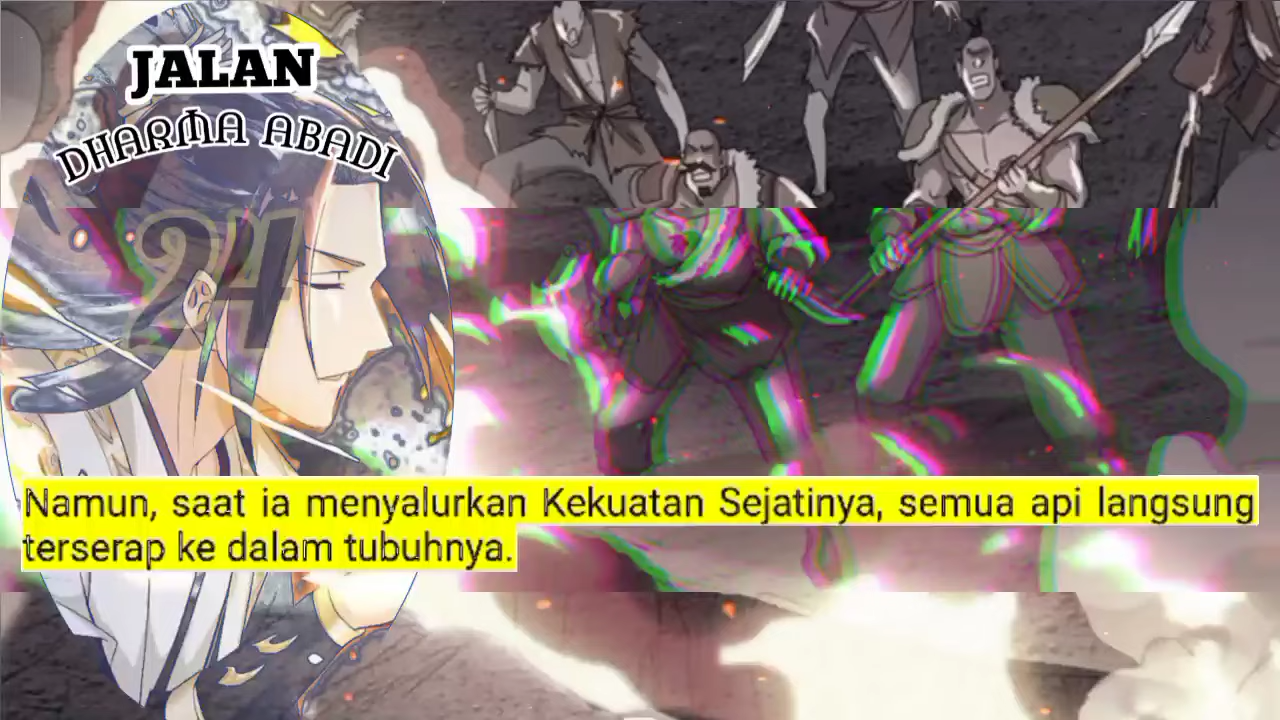 JALAN
DHARMA ABADI
24
Namun, saat ia menyalurkan Kekuatan Sejatinya, semua api langsung
terserap ke dalam tubuhnya.